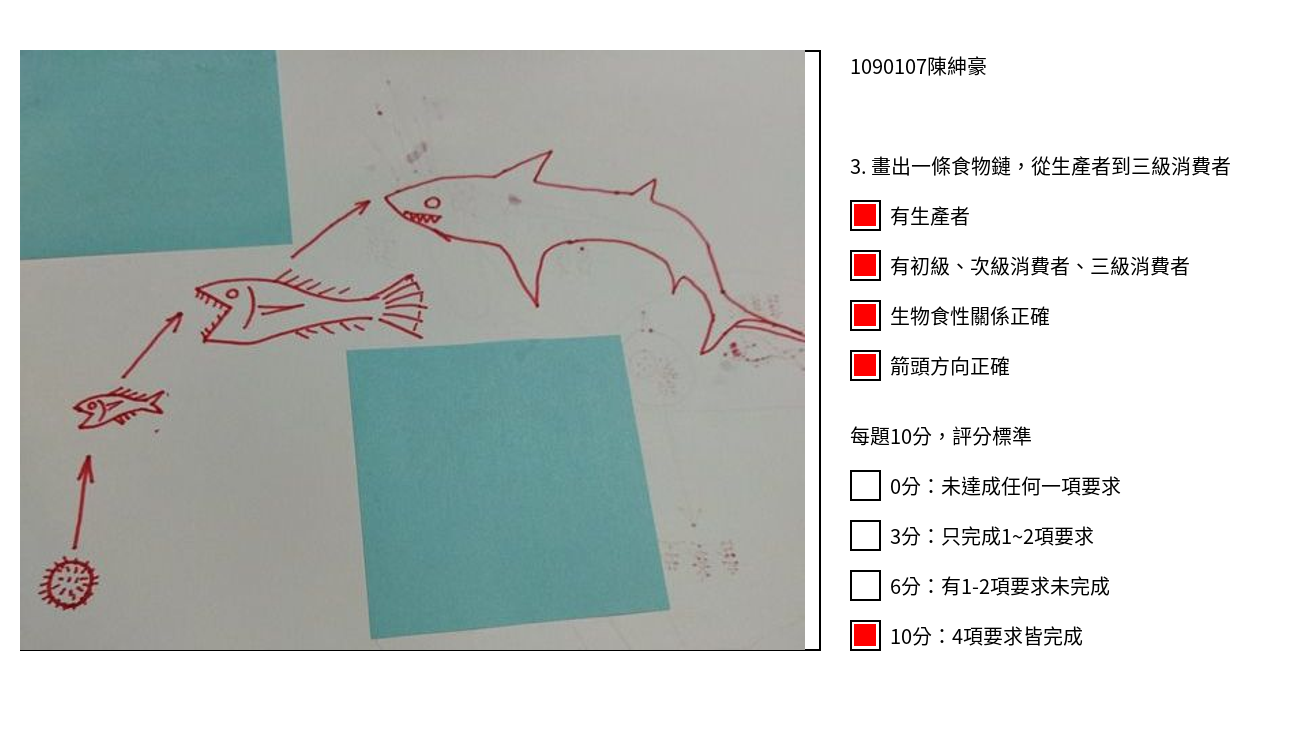 1090107陳紳豪
3. 畫出一條食物鏈，從生產者到三級消費者
有生產者
有初級、次級消費者、三級消費者
生物食性關係正確
箭頭方向正確
每題10分，評分標準
0分：未達成任何一項要求
3分：只完成1~2項要求
6分：有1-2項要求未完成
10分：4項要求皆完成